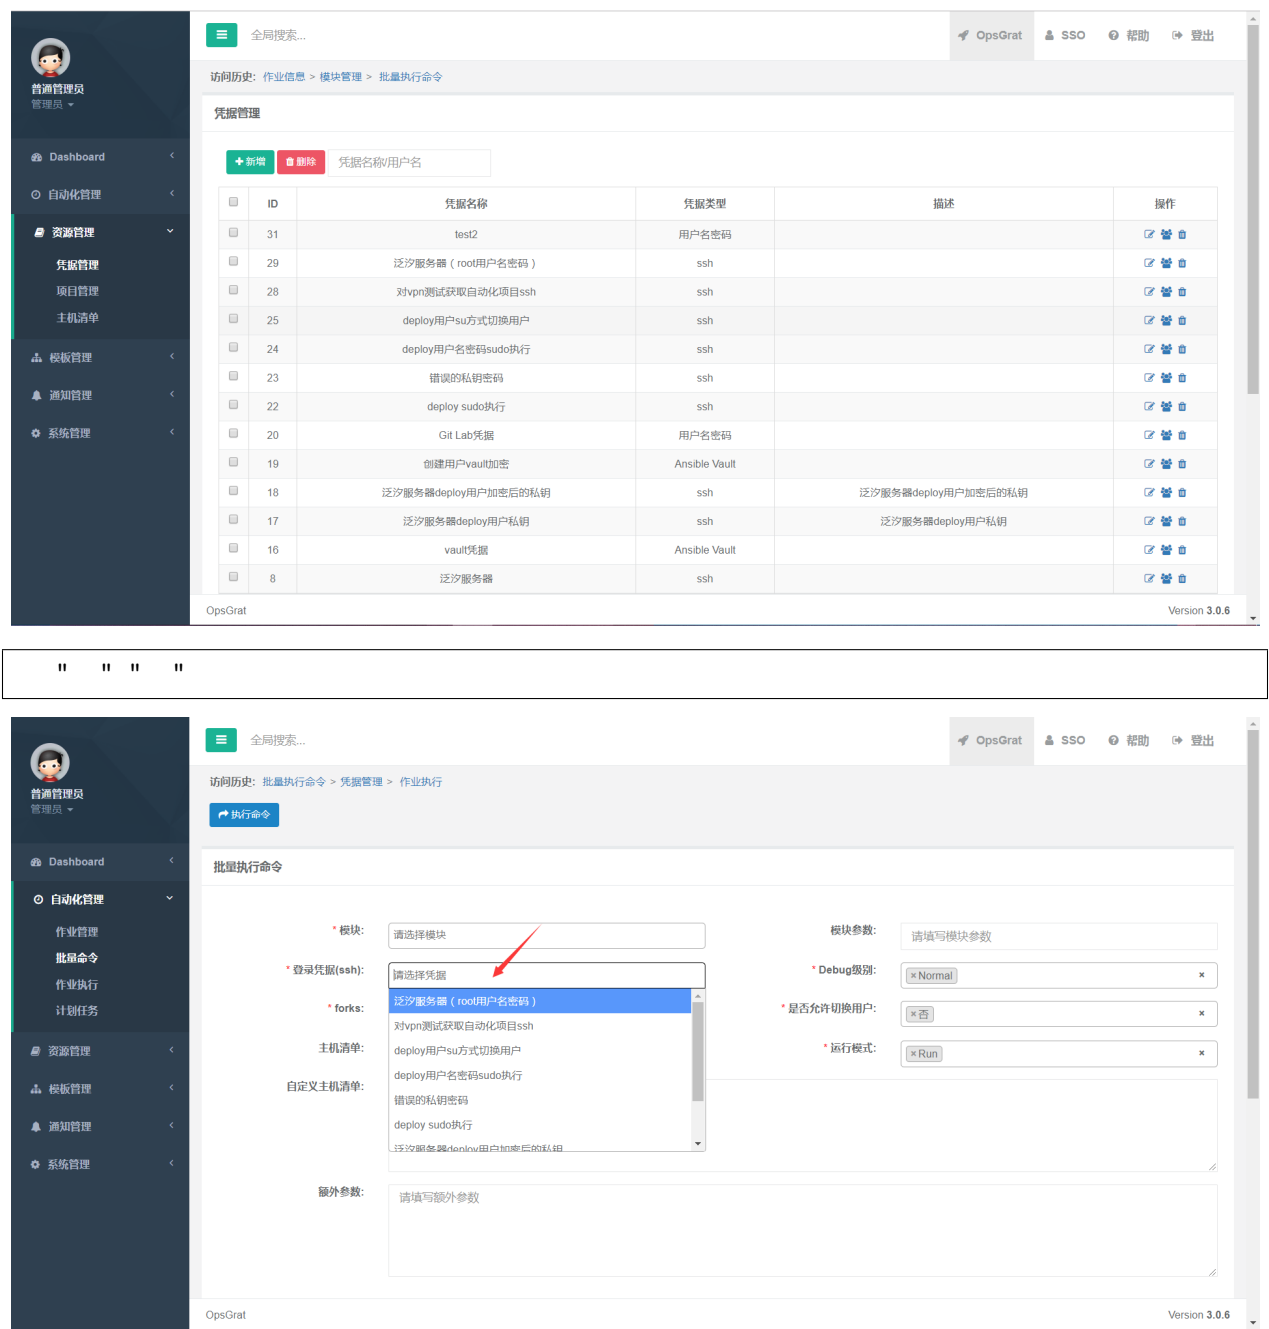 全局搜索...
OpsGrat SSO 帮助 登出
普通管理员
管理员
访问历史: 作业信息 > 模块管理 > 批量执行命令
凭据管理
Dashboard
自动化管理
资源管理
凭据管理
项目管理
主机清单
模板管理
通知管理
系统管理
新增 删除 凭据名称/用户名
ID 凭据名称 凭据类型 描述 操作
31 test2 用户名密码
29 泛汐服务器（root用户名密码） ssh
28 对vpn测试获取自动化项目ssh ssh
25 deploy用户su方式切换用户 ssh
24 deploy用户名密码sudo执行 ssh
23 错误的私钥密码 ssh
22 deploy sudo执行 ssh
20 Git Lab凭据 用户名密码
19 创建用户vault加密 Ansible Vault
18 泛汐服务器deploy用户加密后的私钥 ssh 泛汐服务器deploy用户加密后的私钥
17 泛汐服务器deploy用户私钥 ssh 泛汐服务器deploy用户私钥
16 vault凭据 Ansible Vault
8 泛汐服务器 ssh
OpsGrat Version 3.0.6
" " " "
全局搜索...
OpsGrat SSO 帮助 登出
普通管理员
管理员
访问历史: 批量执行命令 > 凭据管理 > 作业执行
执行命令
批量执行命令
Dashboard
自动化管理
作业管理
批量命令
作业执行
计划任务
资源管理
模板管理
通知管理
系统管理
* 模块: 请选择模块 模块参数: 请填写模块参数
* 登录凭据(ssh): 请选择凭据 * Debug级别: ×Normal ×
泛汐服务器（root用户名密码）
对vpn测试获取自动化项目ssh
deploy用户su方式切换用户
deploy用户名密码sudo执行
错误的私钥密码
deploy sudo执行
泛汐服务器deploy用户加密后的私钥
* forks: * 是否允许切换用户: ×否 ×
主机清单: * 运行模式: ×Run ×
自定义主机清单:
额外参数: 请填写额外参数
OpsGrat Version 3.0.6